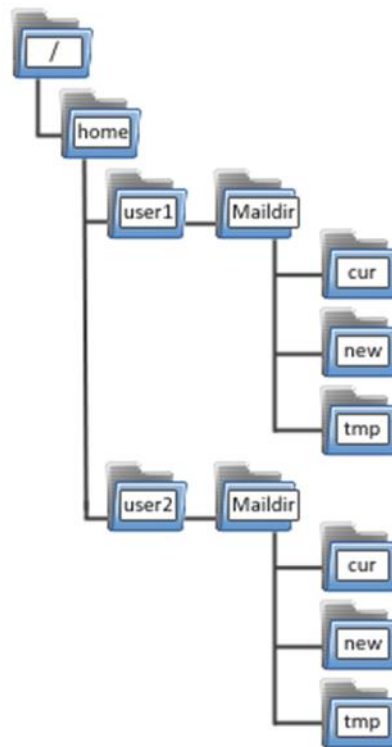 /
home
user1
Maildir
cur
new
tmp
user2
Maildir
cur
new
tmp